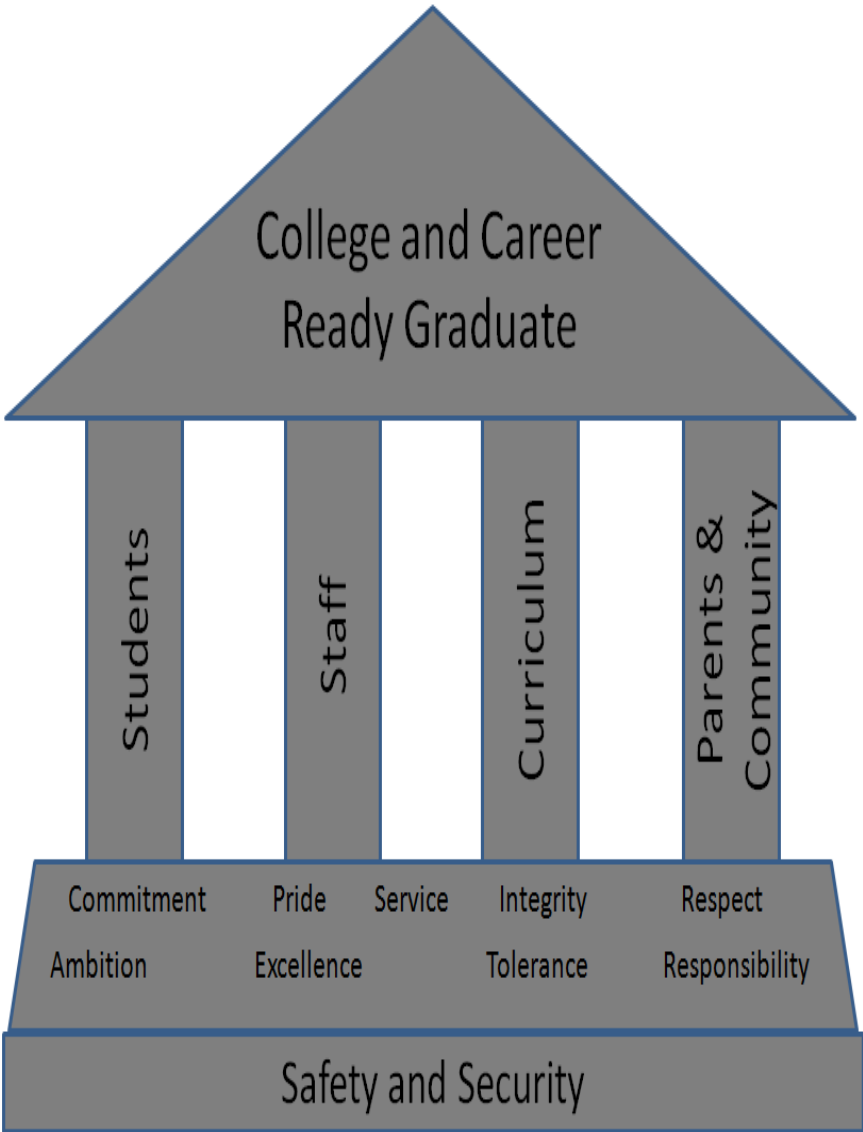 College and Career
Ready Graduate
Students
Staff
Curriculum
Parents &
Community
Commitment Pride Service Integrity Respect
Ambition Excellence Tolerance Responsibility
Safety and Security